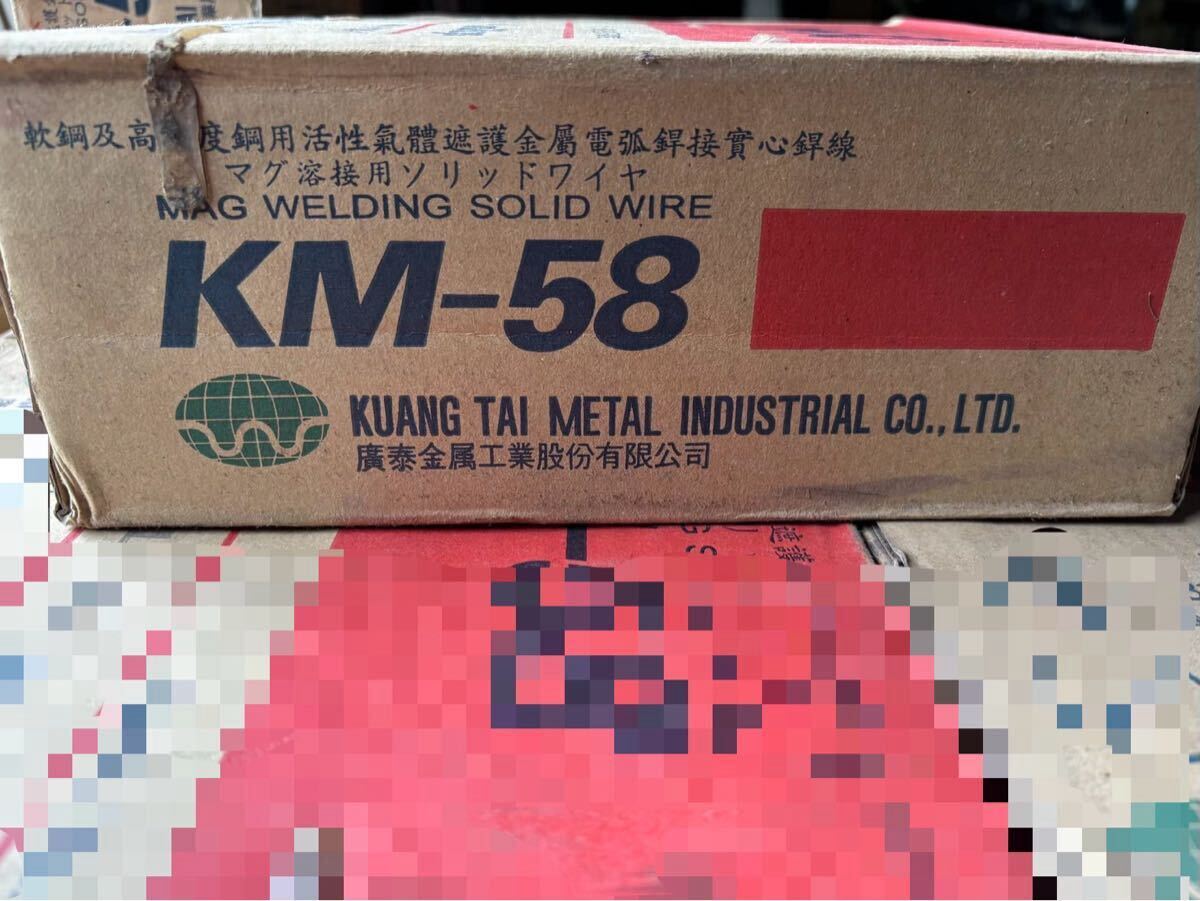 軟鋼及高度鋼用活性氣體遮護金屬電弧銲接實心銲線
マグ溶接用ソリッドワイヤ
MAG WELDING SOLID WIRE
KM-58
KUANG TAI METAL INDUSTRIAL CO., LTD.
廣泰金属工業股份有限公司